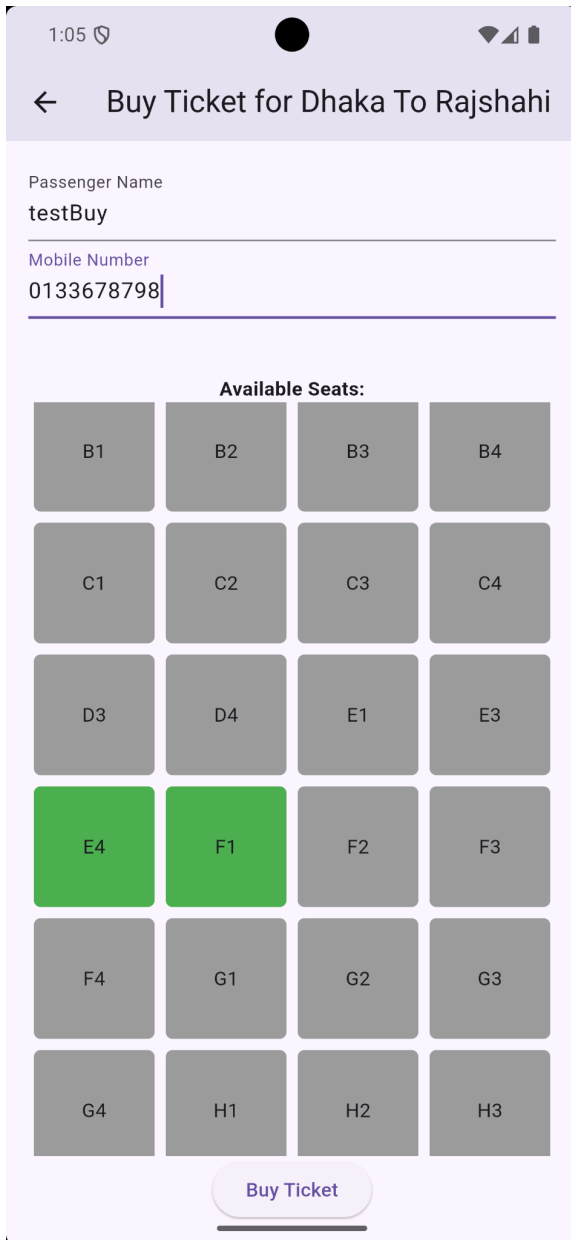 1:05
Buy Ticket for Dhaka To Rajshahi
Passenger Name
testBuy
Mobile Number
0133678798
Available Seats:
B1 B2 B3 B4
C1 C2 C3 C4
D3 D4 E1 E3
E4 F1 F2 F3
F4 G1 G2 G3
G4 H1 H2 H3
Buy Ticket